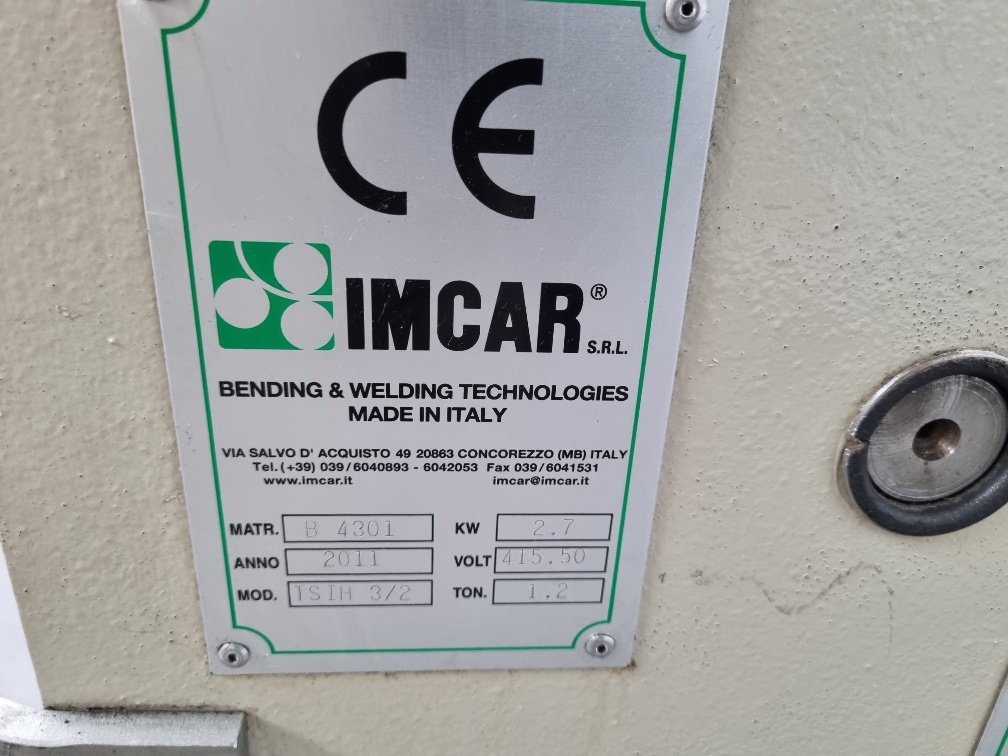 CE
IMCAR®
S.R.L.
BENDING & WELDING TECHNOLOGIES
MADE IN ITALY
VIA SALVO D' ACQUISTO 49 20863 CONCOREZZO (MB) ITALY
Tel. (+39) 039/6040893 - 6042053 Fax 039/6041531
www.imcar.it imcar@imcar.it
MATR. B 4301 KW 2.7
ANNO 2011 VOLT 415.50
MOD. TSIH 3/2 TON. 1.2